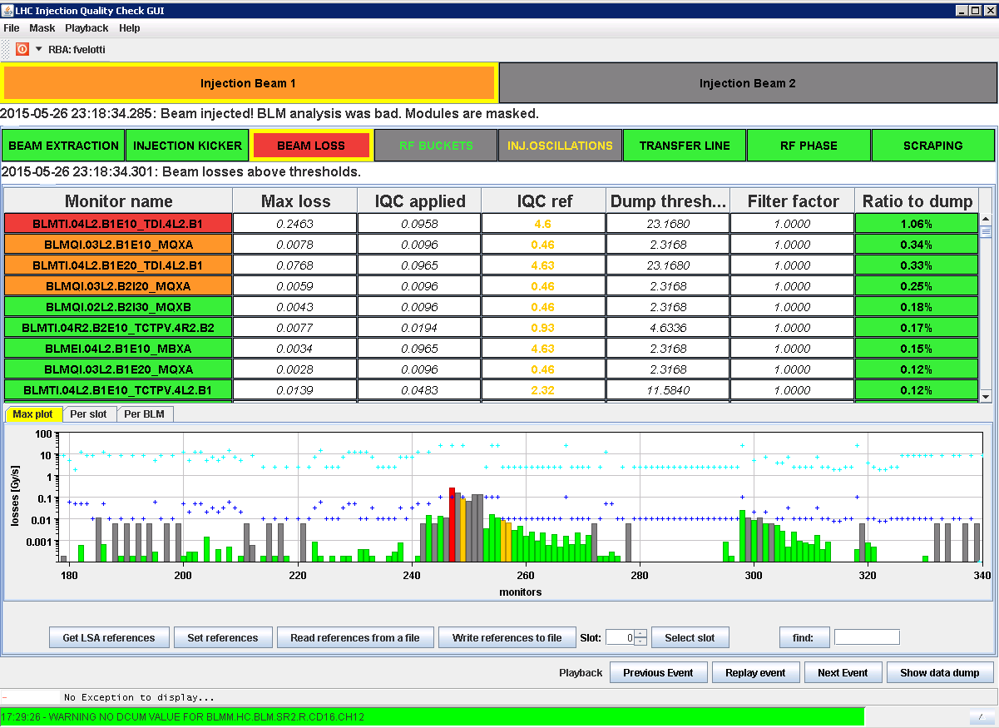 LHC Injection Quality Check GUI
File Mask Playback Help
RBA: fvelotti
Injection Beam 1 Injection Beam 2
2015-05-26 23:18:34.285: Beam injected! BLM analysis was bad. Modules are masked.
BEAM EXTRACTION INJECTION KICKER BEAM LOSS RF BUCKETS INJ.OSCILLATIONS TRANSFER LINE RF PHASE SCRAPING
2015-05-26 23:18:34.301: Beam losses above thresholds.
Monitor name Max loss IQC applied IQC ref Dump thresh... Filter factor Ratio to dump
BLMTI.04L2.B1E10_TDI.4L2.B1 0.2463 0.0958 4.6 23.1680 1.0000 1.06%
BLMQI.03L2.B1E10_MQXA 0.0078 0.0096 0.46 2.3168 1.0000 0.34%
BLMTI.04L2.B1E20_TDI.4L2.B1 0.0768 0.0965 4.63 23.1680 1.0000 0.33%
BLMQI.03L2.B2I20_MQXA 0.0059 0.0096 0.46 2.3168 1.0000 0.25%
BLMQI.02L2.B2I30_MQXB 0.0043 0.0096 0.46 2.3168 1.0000 0.18%
BLMTI.04R2.B2E10_TCTPV.4R2.B2 0.0077 0.0194 0.93 4.6336 1.0000 0.17%
BLMEI.04L2.B1E10_MBXA 0.0034 0.0965 4.63 2.3168 1.0000 0.15%
BLMQI.03L2.B1E20_MQXA 0.0028 0.0096 0.46 2.3168 1.0000 0.12%
BLMTI.04L2.B1E10_TCTPV.4L2.B1 0.0139 0.0483 2.32 11.5840 1.0000 0.12%
Max plot Per slot Per BLM
losses [Gy/s]
100
10
1
0.1
0.01
0.001
180 200 220 240 260 280 300 320 340
monitors
Get LSA references Set references Read references from a file Write references to file Slot: 0 Select slot find:
Playback Previous Event Replay event Next Event Show data dump
No Exception to display...
17:29:26 - WARNING NO DCUM VALUE FOR BLMM.HC.BLM.SR2.R.CD16.CH12